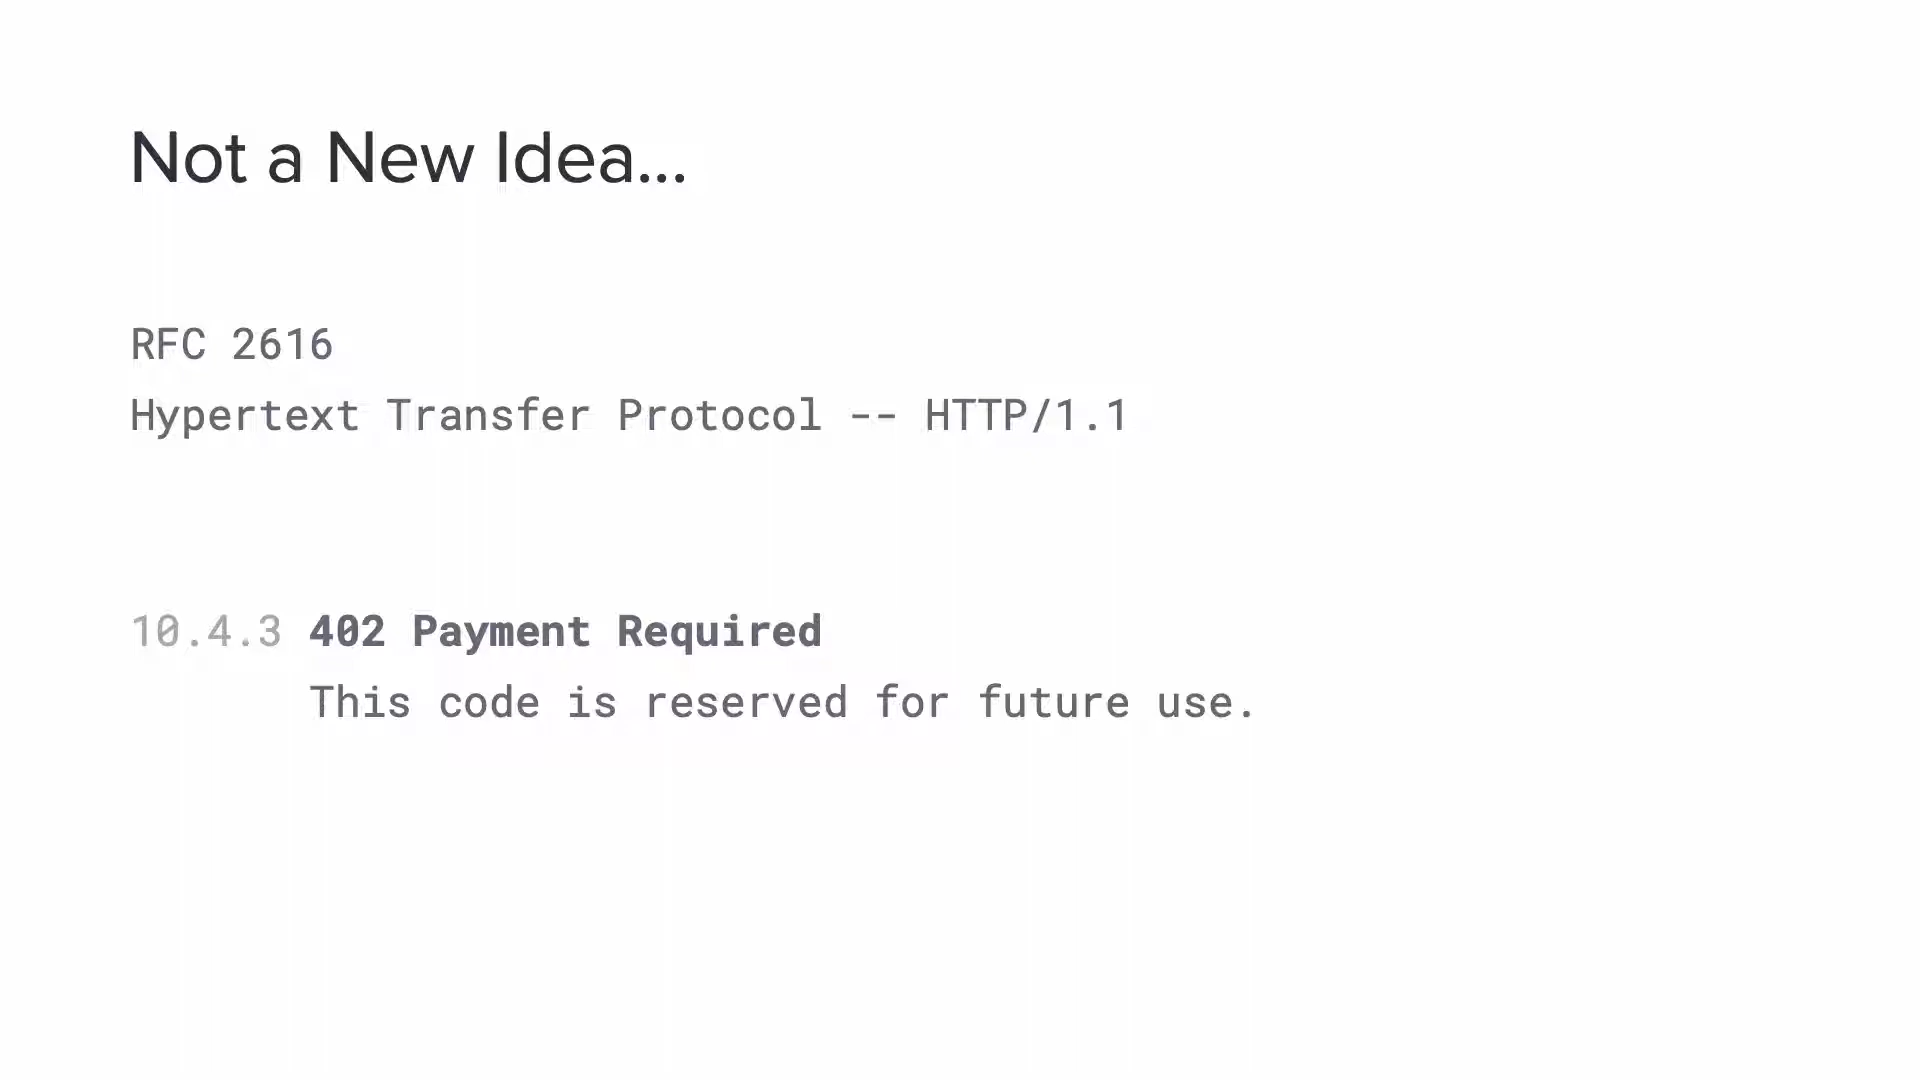 Not a New Idea...
RFC 2616
Hypertext Transfer Protocol -- HTTP/1.1
10.4.3 402 Payment Required
This code is reserved for future use.